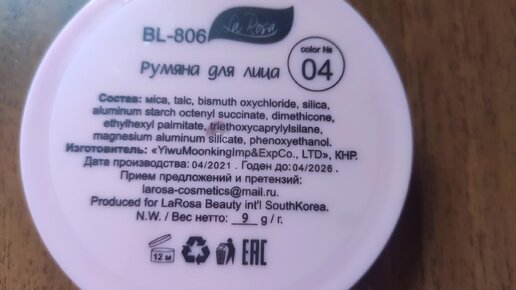 La Rosa
BL-806
color №
04
Румяна для лица
Состав: mica, talc, bismuth oxychloride, silica,
aluminum starch octenyl succinate, dimethicone,
ethylhexyl palmitate, triethoxycaprylylsilane,
magnesium aluminum silicate, phenoxyethanol.
Изготовитель: «YiwuMoonkingImp&ExpCo., LTD», КНР.
Дата производства: 04/2021 . Годен до: 04/2026 .
Прием предложений и претензий:
larosa-cosmetics@mail.ru.
Produced for LaRosa Beauty int'l SouthKorea.
N.W. / Вес нетто: 9 g / г.
12 м
EAC